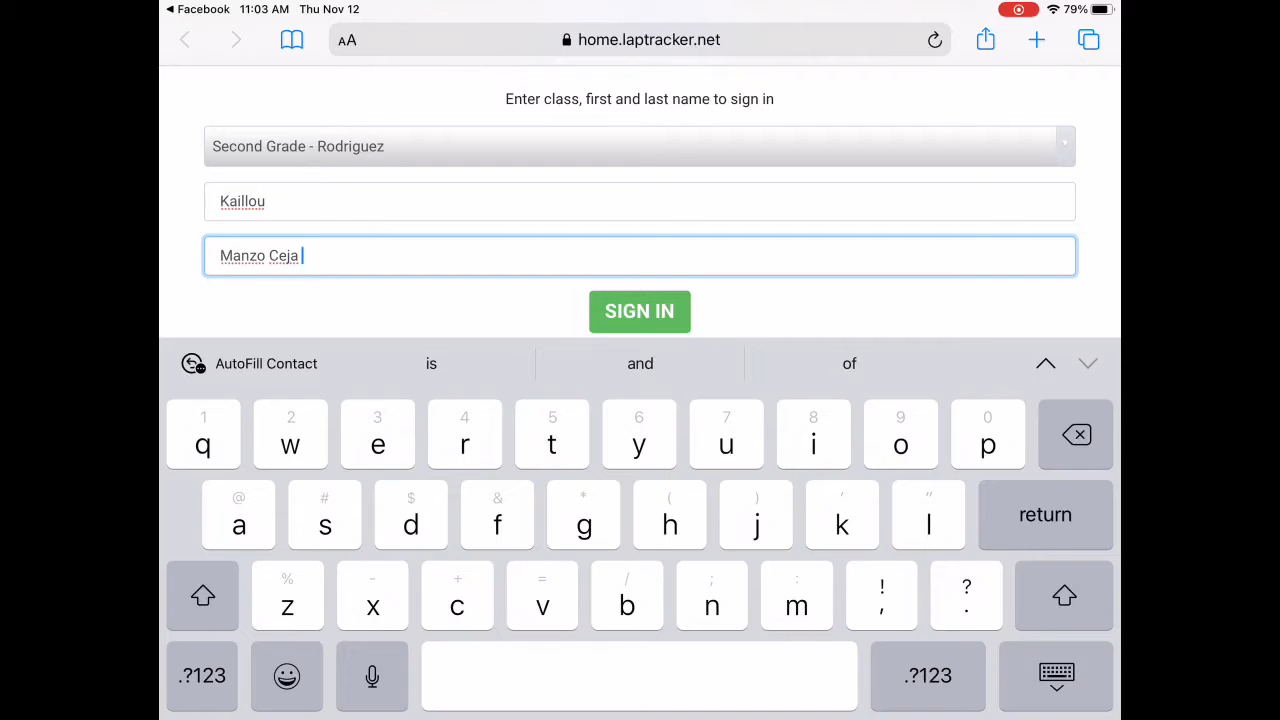 Facebook 11:03 AM Thu Nov 12 79%
AA home.laptracker.net
Enter class, first and last name to sign in
Second Grade - Rodriguez
Kaillou
Manzo Ceja
SIGN IN
AutoFill Contact is and of
1 2 3 4 5 6 7 8 9 0
q w e r t y u i o p
@ # $ & * ( ) ' "
a s d f g h j k l return
% - + = / ; : ! ?
z x c v b n m , .
.?123 .?123